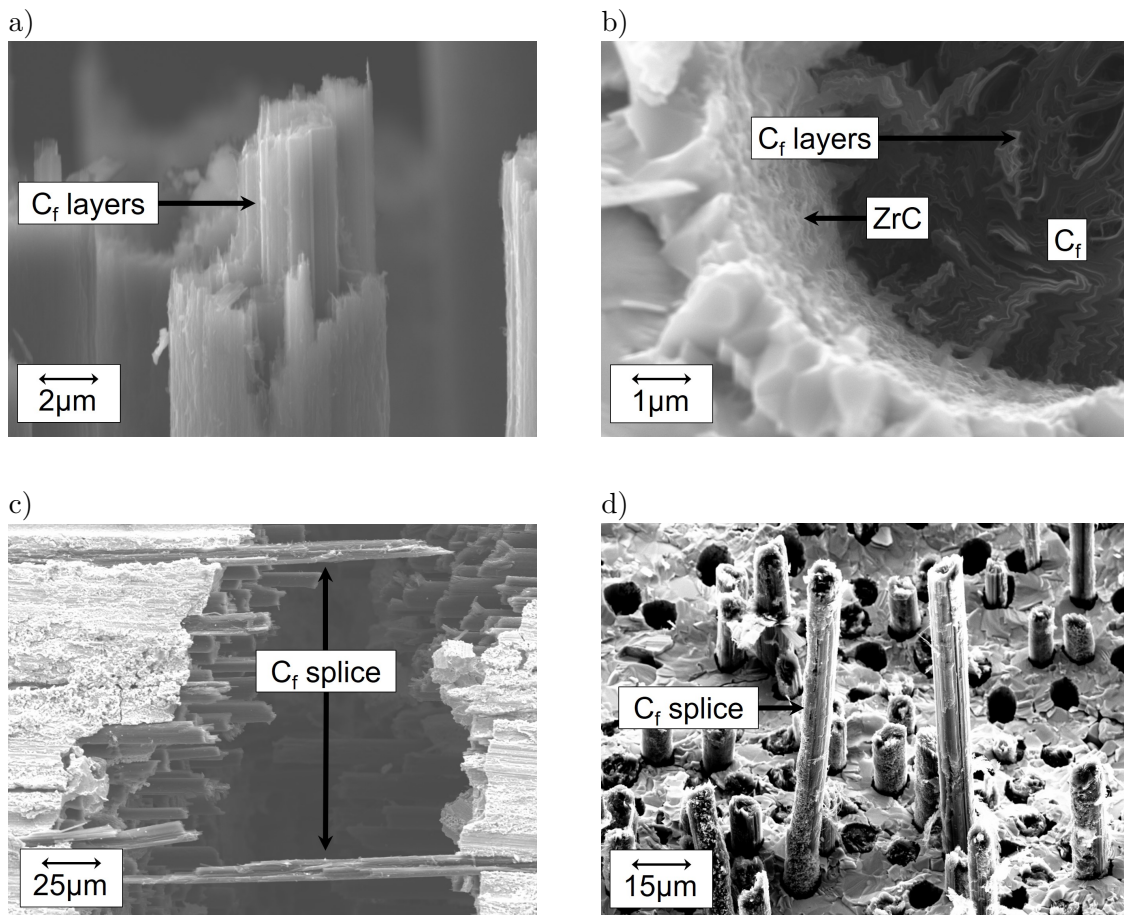 a)
b)
C_f layers
2µm
C_f layers
ZrC
C_f
1µm
c)
d)
C_f splice
25µm
C_f splice
15µm